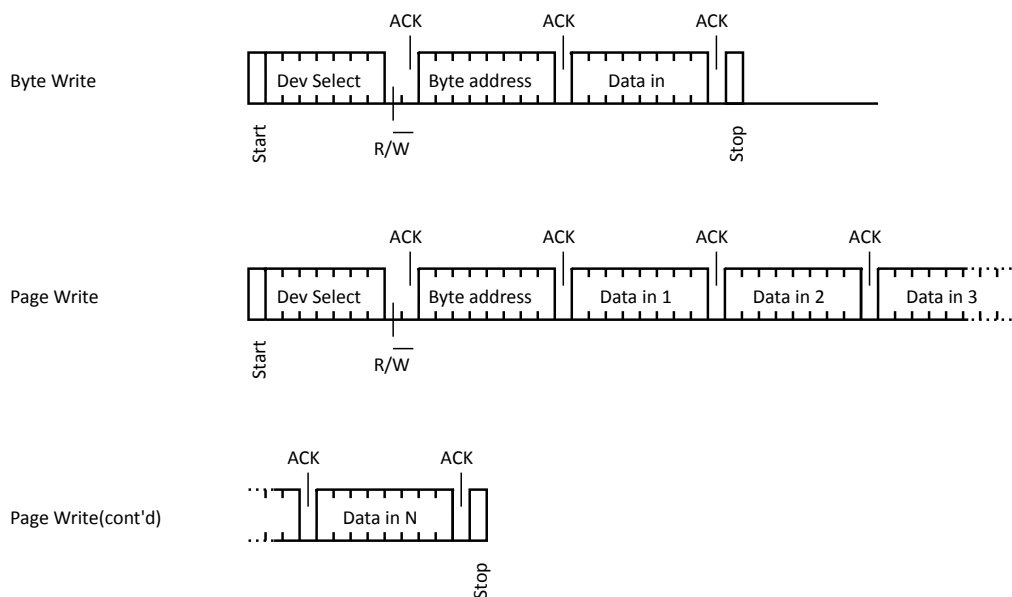 ACK ACK ACK
Byte Write Dev Select Byte address Data in
Start R/W̅ Stop
ACK ACK ACK ACK
Page Write Dev Select Byte address Data in 1 Data in 2 Data in 3
Start R/W̅
ACK ACK
Page Write(cont'd) Data in N
Stop